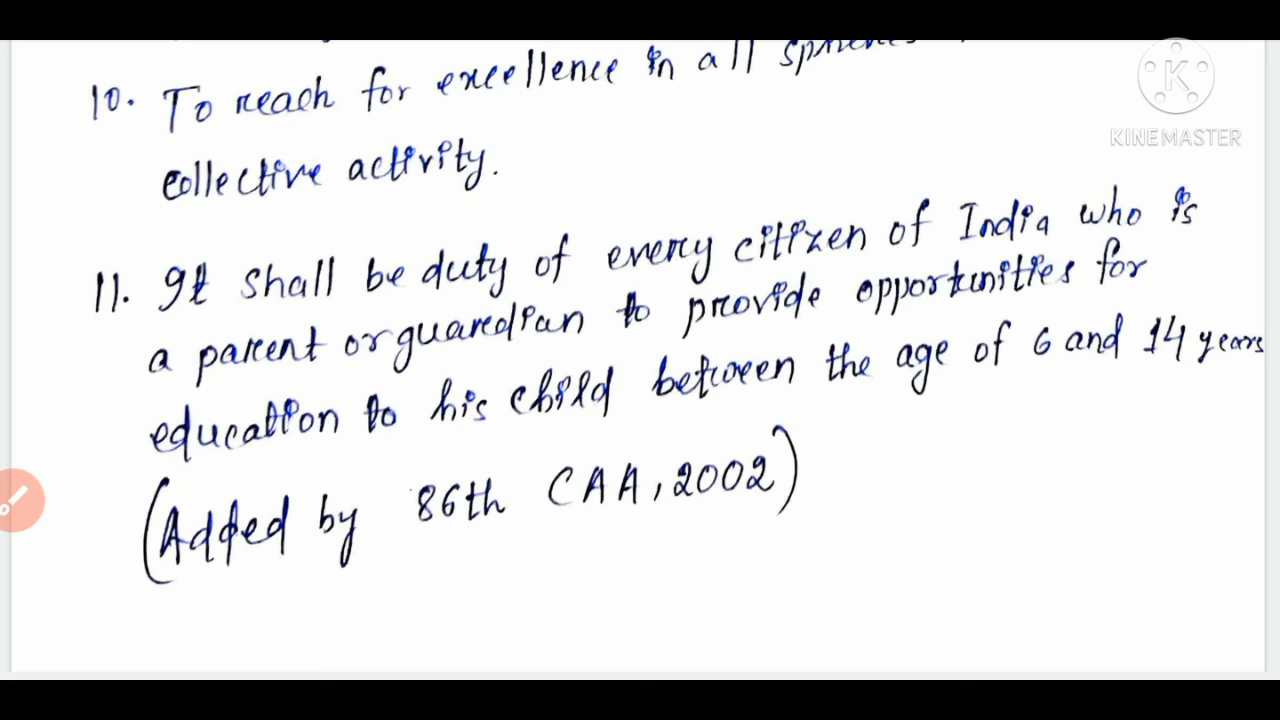 10. To reach for excellence in all spheres
collective activity.
11. It shall be duty of every citizen of India who is
a parent or guardian to provide opportunities for
education to his child between the age of 6 and 14 years
(Added by 86th CAA, 2002)
K
KINEMASTER